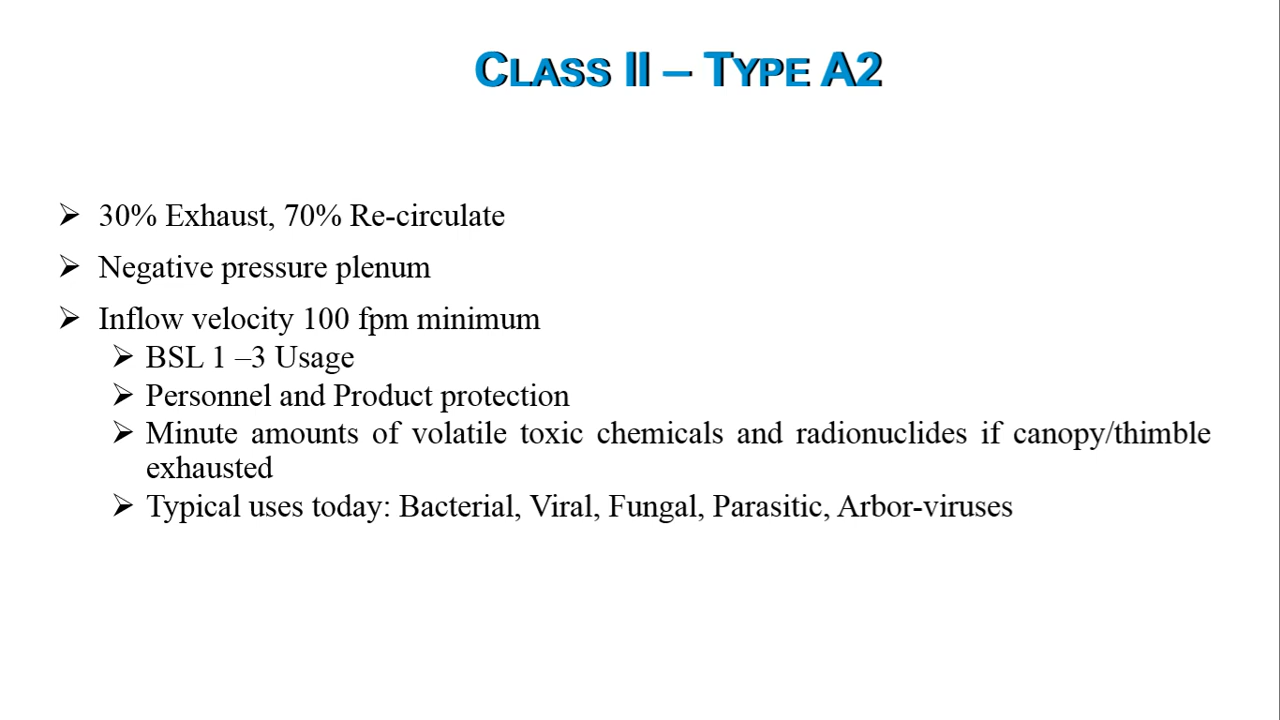 CLASS II – TYPE A2
➢ 30% Exhaust, 70% Re-circulate
➢ Negative pressure plenum
➢ Inflow velocity 100 fpm minimum
➢ BSL 1 –3 Usage
➢ Personnel and Product protection
➢ Minute amounts of volatile toxic chemicals and radionuclides if canopy/thimble
exhausted
➢ Typical uses today: Bacterial, Viral, Fungal, Parasitic, Arbor-viruses